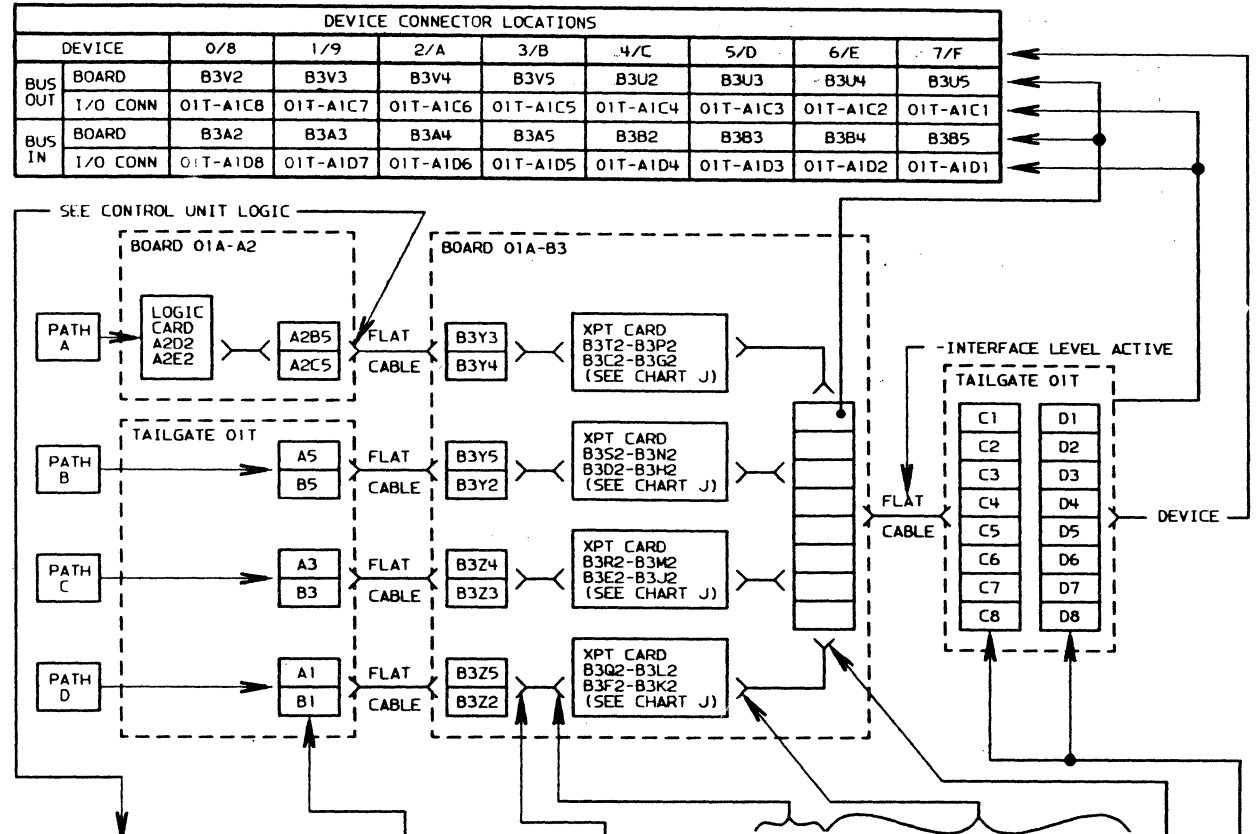 DEVICE CONNECTOR LOCATIONS
DEVICE 0/8 1/9 2/A 3/B 4/C 5/D 6/E 7/F
BUS OUT BOARD B3V2 B3V3 B3V4 B3V5 B3U2 B3U3 B3U4 B3U5
I/O CONN 01T-A1C8 01T-A1C7 01T-A1C6 01T-A1C5 01T-A1C4 01T-A1C3 01T-A1C2 01T-A1C1
BUS IN BOARD B3A2 B3A3 B3A4 B3A5 B3B2 B3B3 B3B4 B3B5
I/O CONN 01T-A1D8 01T-A1D7 01T-A1D6 01T-A1D5 01T-A1D4 01T-A1D3 01T-A1D2 01T-A1D1
SEE CONTROL UNIT LOGIC
BOARD 01A-A2
BOARD 01A-B3
PATH
A
LOGIC
CARD
A2D2
A2E2
A2B5
A2C5
FLAT
CABLE
B3Y3
B3Y4
XPT CARD
B3T2-B3P2
B3C2-B3G2
(SEE CHART J)
-INTERFACE LEVEL ACTIVE
TAILGATE 01T
TAILGATE 01T
PATH
B
A5
B5
FLAT
CABLE
B3Y5
B3Y2
XPT CARD
B3S2-B3N2
B3D2-B3H2
(SEE CHART J)
PATH
C
A3
B3
FLAT
CABLE
B3Z4
B3Z3
XPT CARD
B3R2-B3M2
B3E2-B3J2
(SEE CHART J)
PATH
D
A1
B1
FLAT
CABLE
B3Z5
B3Z2
XPT CARD
B3Q2-B3L2
B3F2-B3K2
(SEE CHART J)
FLAT
CABLE
C1 D1
C2 D2
C3 D3
C4 D4
C5 D5
C6 D6
C7 D7
C8 D8
DEVICE